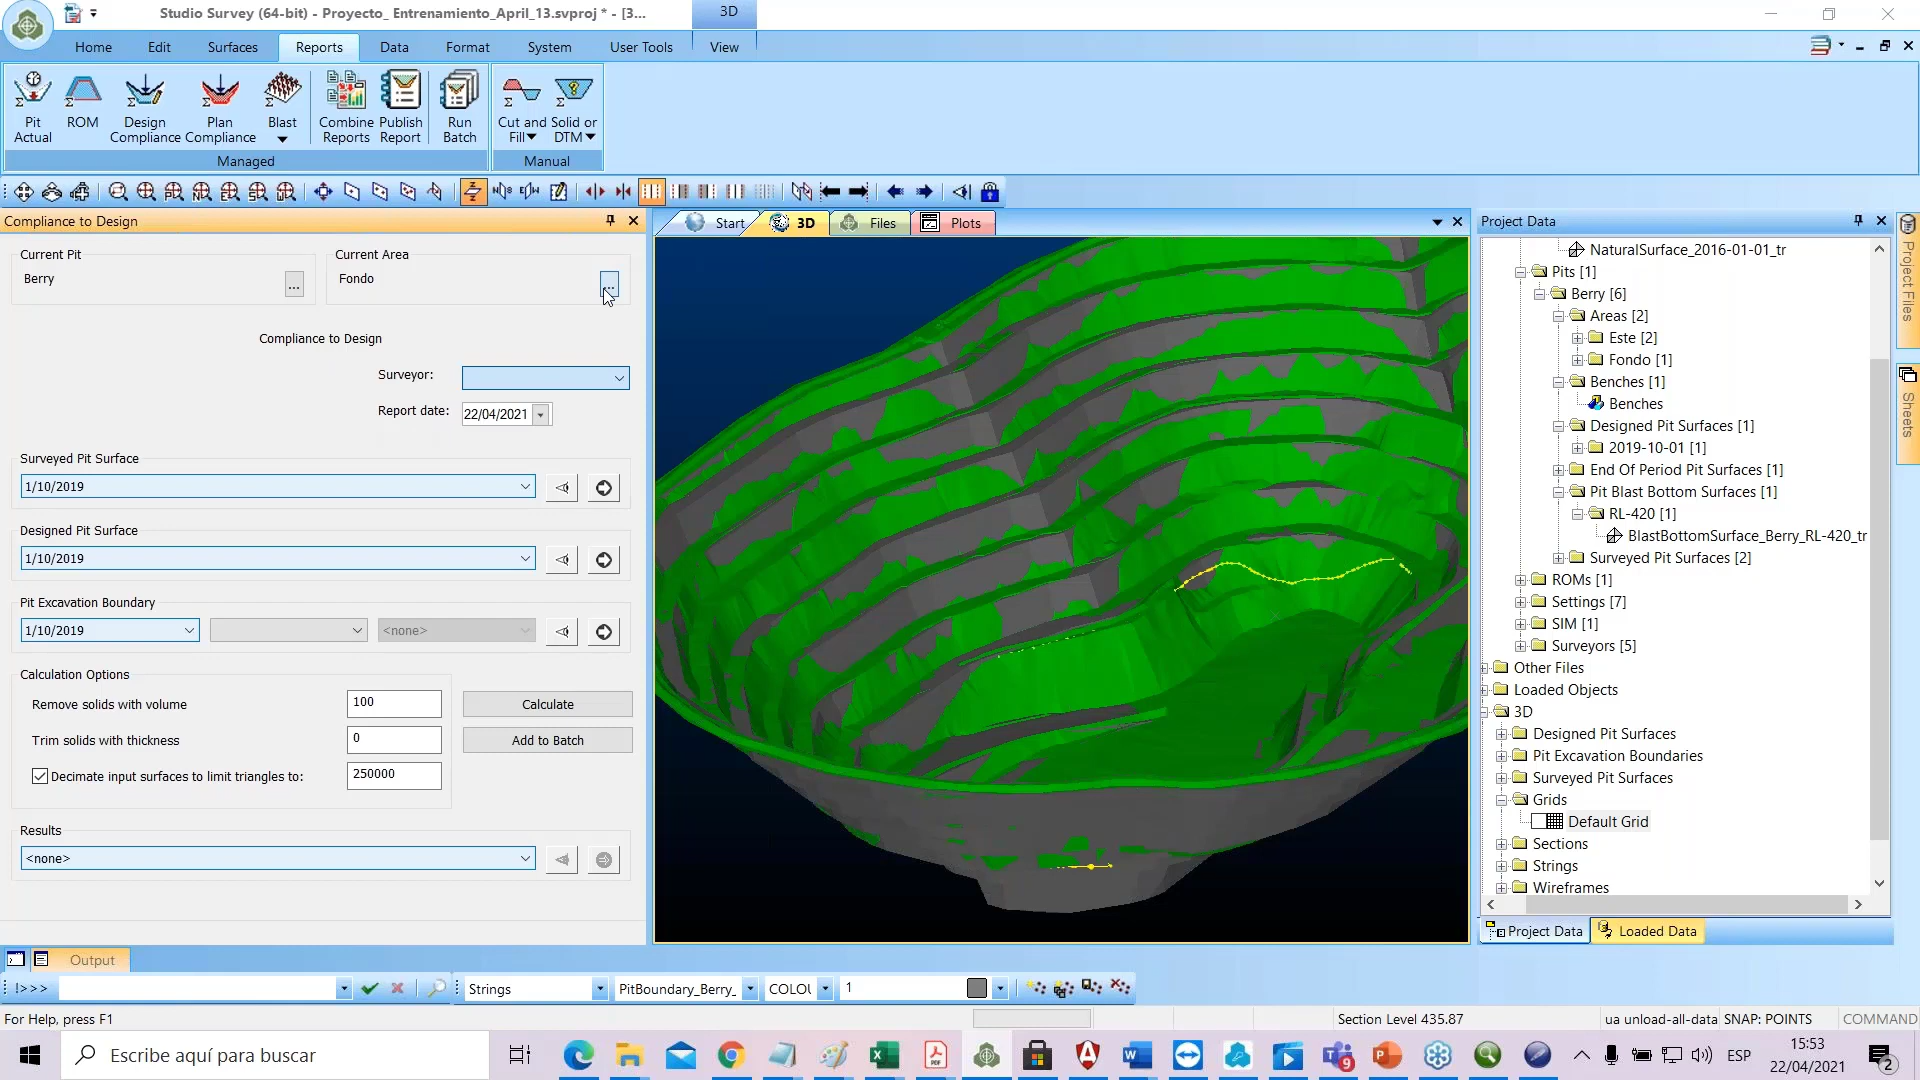 Studio Survey (64-bit) - Proyecto_ Entrenamiento_April_13.svproj * - [3...
3D
Home Edit Surfaces Reports Data Format System User Tools View
Pit Actual
ROM
Design Compliance
Plan Compliance
Blast
Combine Reports
Publish Report
Run Batch
Cut and Fill
Solid or DTM
Managed
Manual
Compliance to Design
Start
3D
Files
Plots
Project Data
Current Pit
Berry
...
Current Area
Fondo
...
Compliance to Design
Surveyor:
Report date: 22/04/2021
Surveyed Pit Surface
1/10/2019
Designed Pit Surface
1/10/2019
Pit Excavation Boundary
1/10/2019
<none>
Calculation Options
Remove solids with volume 100
Calculate
Trim solids with thickness 0
Add to Batch
Decimate input surfaces to limit triangles to: 250000
Results
<none>
NaturalSurface_2016-01-01_tr
Pits [1]
Berry [6]
Areas [2]
Este [2]
Fondo [1]
Benches [1]
Benches
Designed Pit Surfaces [1]
2019-10-01 [1]
End Of Period Pit Surfaces [1]
Pit Blast Bottom Surfaces [1]
RL-420 [1]
BlastBottomSurface_Berry_RL-420_tr
Surveyed Pit Surfaces [2]
ROMs [1]
Settings [7]
SIM [1]
Surveyors [5]
Other Files
Loaded Objects
3D
Designed Pit Surfaces
Pit Excavation Boundaries
Surveyed Pit Surfaces
Grids
Default Grid
Sections
Strings
Wireframes
Project Data
Loaded Data
Project Files
Sheets
Output
!>>>
Strings
PitBoundary_Berry_
COLOU
1
For Help, press F1
Section Level 435.87
ua unload-all-data
SNAP: POINTS
COMMAND
Escribe aquí para buscar
9
ESP
15:53
22/04/2021
2